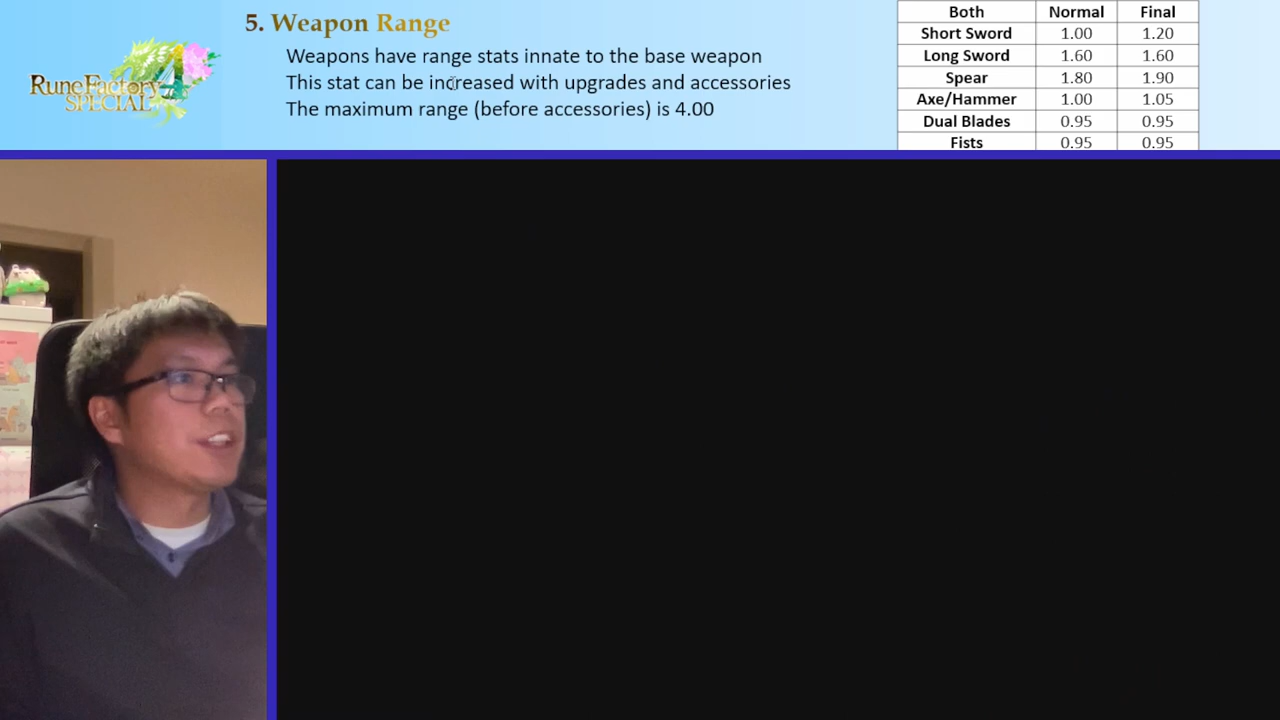 RuneFactory 4
SPECIAL
5. Weapon Range
Weapons have range stats innate to the base weapon
This stat can be increased with upgrades and accessories
The maximum range (before accessories) is 4.00
Both Normal Final
Short Sword 1.00 1.20
Long Sword 1.60 1.60
Spear 1.80 1.90
Axe/Hammer 1.00 1.05
Dual Blades 0.95 0.95
Fists 0.95 0.95